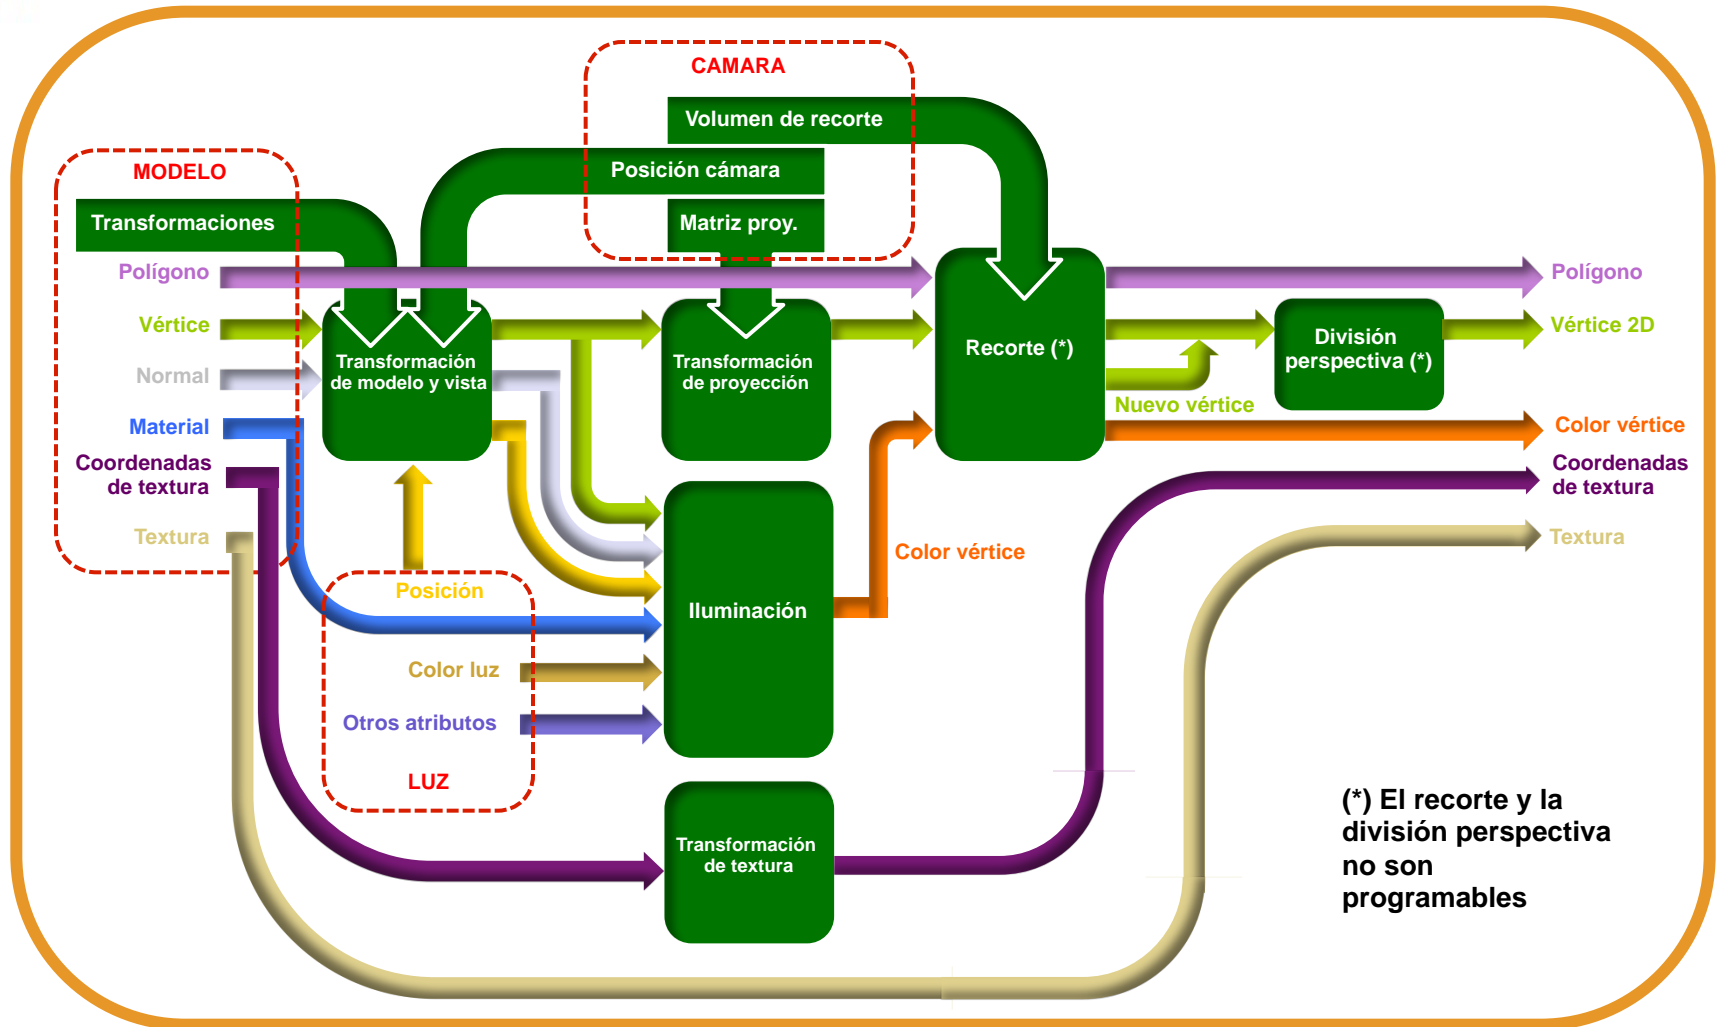 CAMARA
Volumen de recorte
Posición cámara
Matriz proy.
MODELO
Transformaciones
Polígono
Vértice
Normal
Material
Coordenadas
de textura
Textura
Transformación
de modelo y vista
Transformación
de proyección
Recorte (*)
División
perspectiva (*)
Nuevo vértice
Polígono
Vértice 2D
Color vértice
Coordenadas
de textura
Textura
Posición
Color luz
Otros atributos
LUZ
Iluminación
Color vértice
Transformación
de textura
(*) El recorte y la
división perspectiva
no son
programables